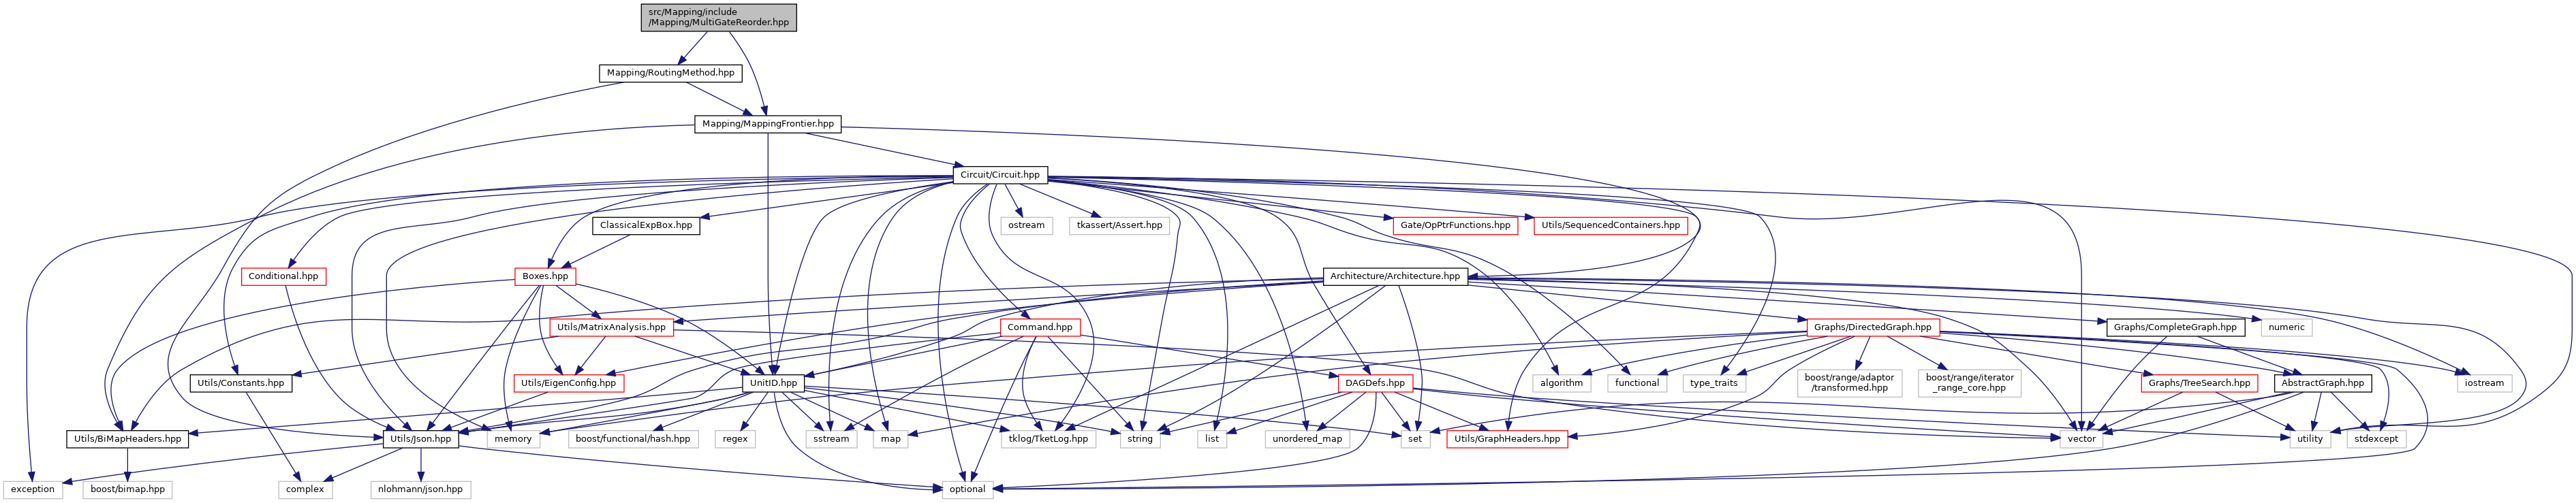 src/Mapping/include
/Mapping/MultiGateReorder.hpp
Mapping/RoutingMethod.hpp
Mapping/MappingFrontier.hpp
Circuit/Circuit.hpp
ClassicalExpBox.hpp
ostream
tkassert/Assert.hpp
Gate/OpPtrFunctions.hpp
Utils/SequencedContainers.hpp
Conditional.hpp
Boxes.hpp
Architecture/Architecture.hpp
Utils/MatrixAnalysis.hpp
Command.hpp
Graphs/DirectedGraph.hpp
Graphs/CompleteGraph.hpp
numeric
Utils/Constants.hpp
Utils/EigenConfig.hpp
UnitID.hpp
DAGDefs.hpp
algorithm
functional
type_traits
boost/range/adaptor
/transformed.hpp
boost/range/iterator
_range_core.hpp
Graphs/TreeSearch.hpp
AbstractGraph.hpp
iostream
Utils/BiMapHeaders.hpp
Utils/Json.hpp
memory
boost/functional/hash.hpp
regex
sstream
map
tklog/TketLog.hpp
string
list
unordered_map
set
Utils/GraphHeaders.hpp
vector
utility
stdexcept
exception
boost/bimap.hpp
complex
nlohmann/json.hpp
optional